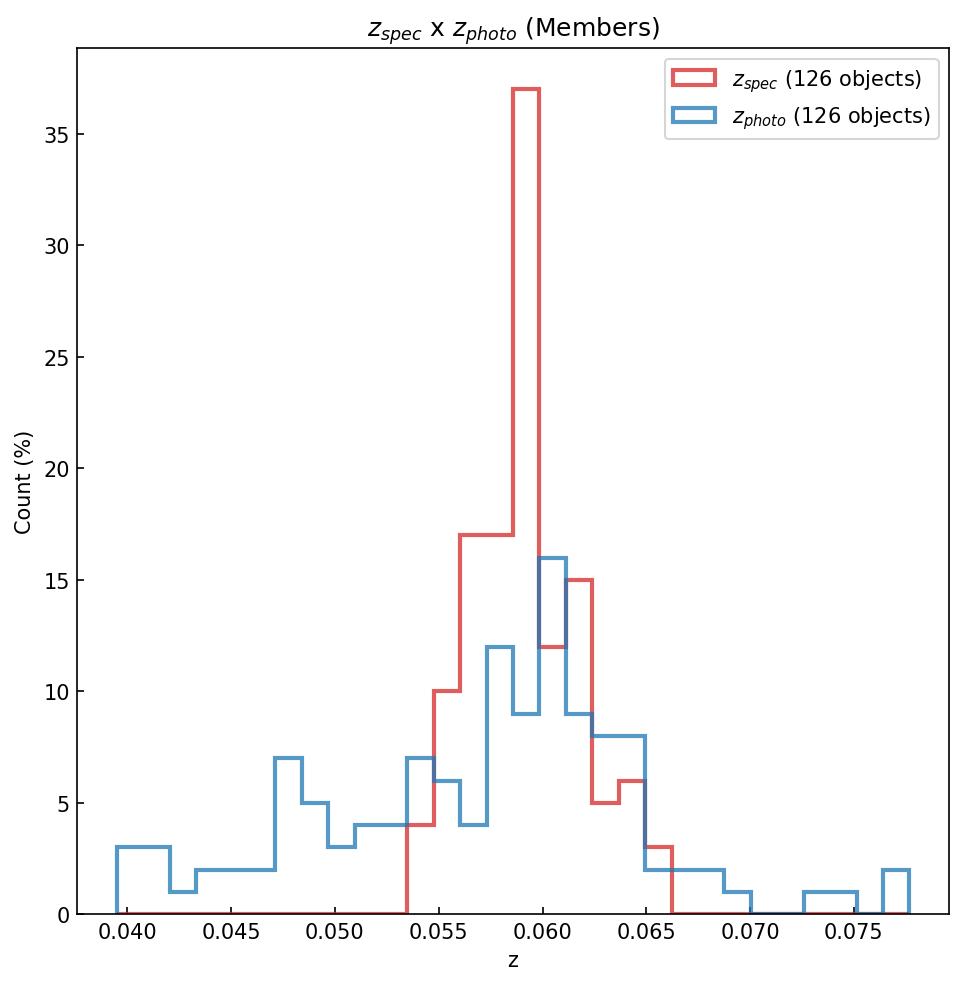 z_spec x z_photo (Members)
z_spec (126 objects)
z_photo (126 objects)
Count (%)
35
30
25
20
15
10
5
0
0.040 0.045 0.050 0.055 0.060 0.065 0.070 0.075
z